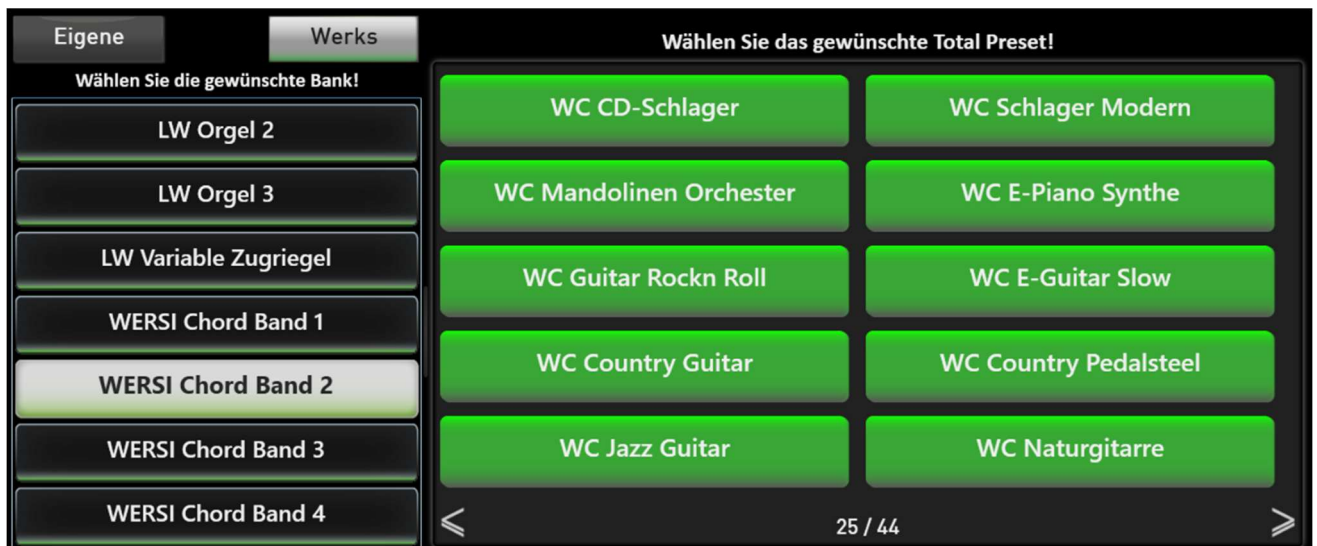 Eigene
Werks
Wählen Sie die gewünschte Bank!
LW Orgel 2
LW Orgel 3
LW Variable Zugriegel
WERSI Chord Band 1
WERSI Chord Band 2
WERSI Chord Band 3
WERSI Chord Band 4
Wählen Sie das gewünschte Total Preset!
WC CD-Schlager
WC Schlager Modern
WC Mandolinen Orchester
WC E-Piano Synthe
WC Guitar Rockn Roll
WC E-Guitar Slow
WC Country Guitar
WC Country Pedalsteel
WC Jazz Guitar
WC Naturgitarre
25 / 44